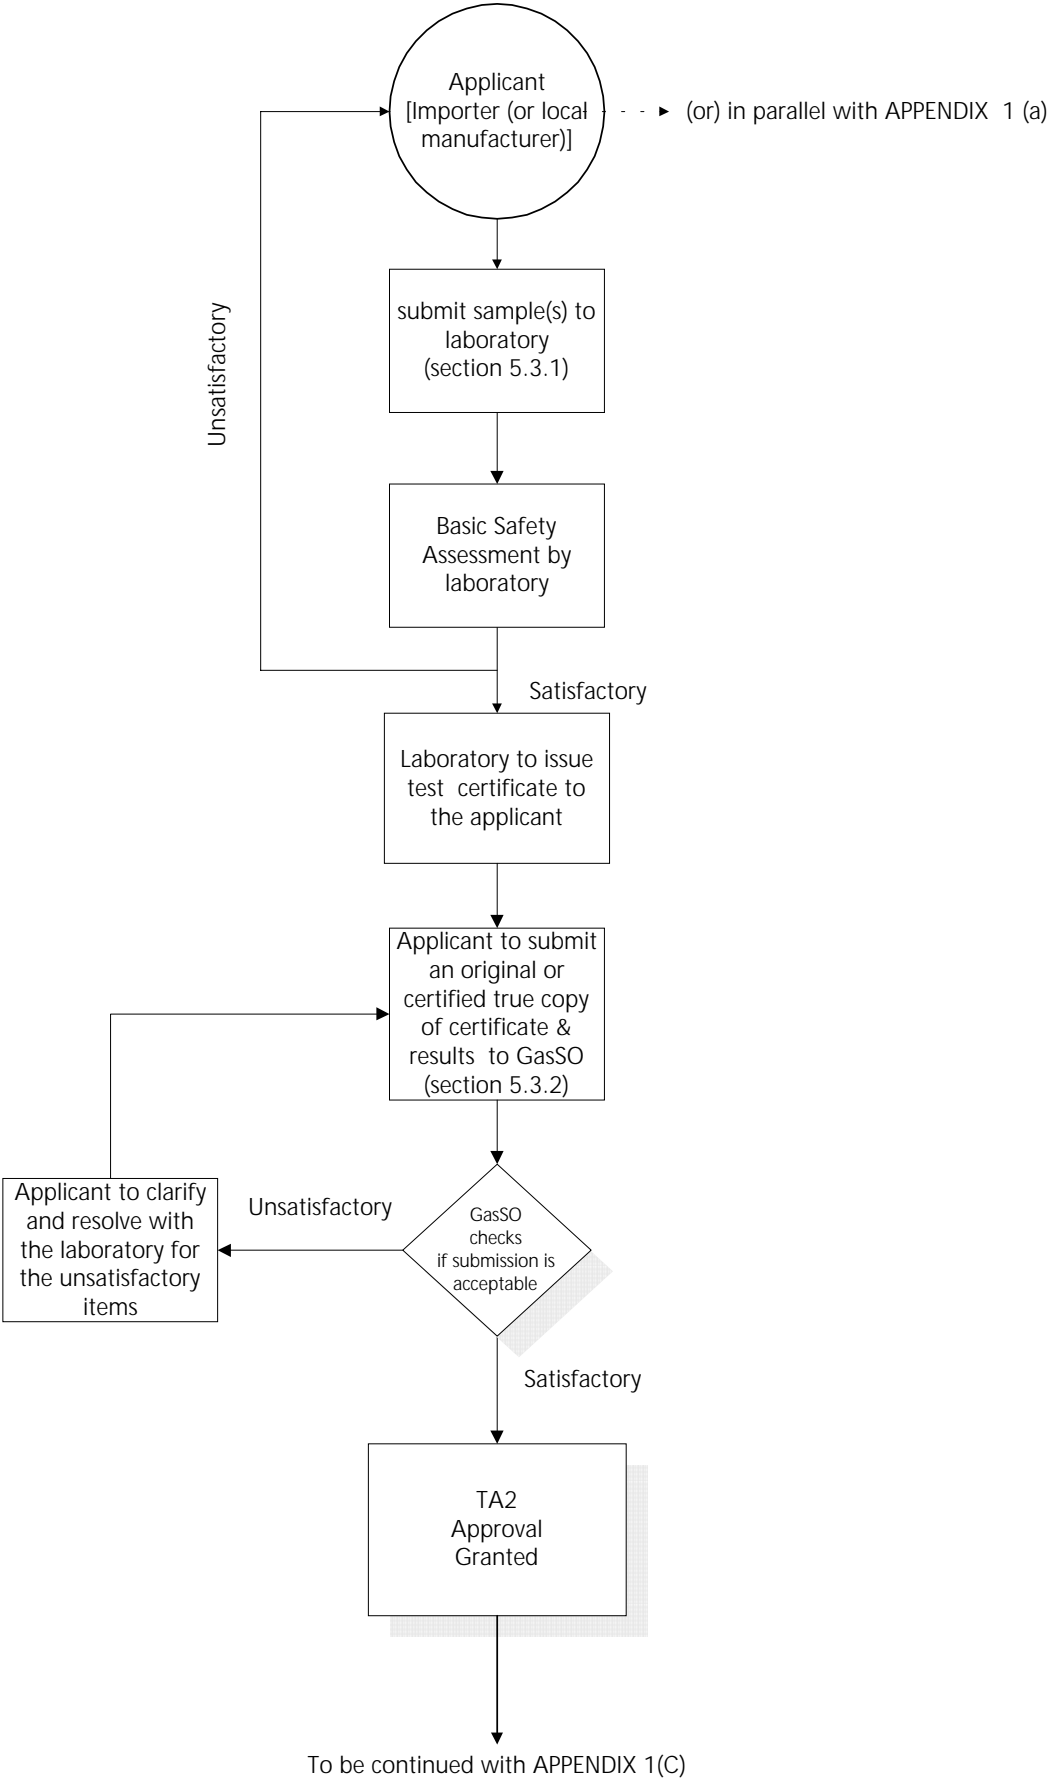 Applicant
[Importer (or local
manufacturer)]
(or) in parallel with APPENDIX 1 (a)
submit sample(s) to
laboratory
(section 5.3.1)
Unsatisfactory
Basic Safety
Assessment by
laboratory
Satisfactory
Laboratory to issue
test certificate to
the applicant
Applicant to submit
an original or
certified true copy
of certificate &
results to GasSO
(section 5.3.2)
Applicant to clarify
and resolve with
the laboratory for
the unsatisfactory
items
Unsatisfactory
GasSO
checks
if submission is
acceptable
Satisfactory
TA2
Approval
Granted
To be continued with APPENDIX 1(C)